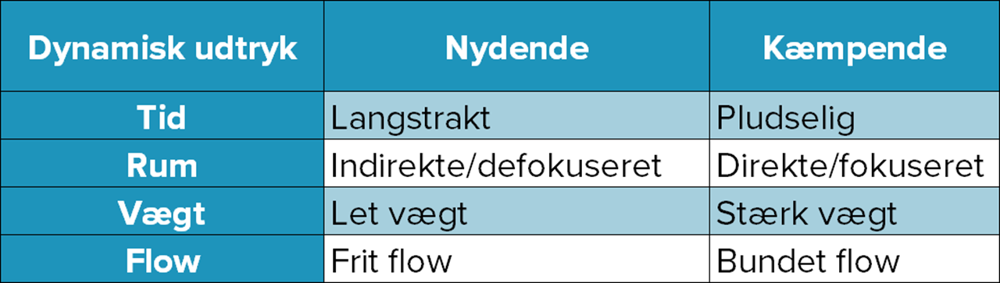 Dynamisk udtryk Nydende Kæmpende
Tid Langstrakt Pludselig
Rum Indirekte/defokuseret Direkte/fokuseret
Vægt Let vægt Stærk vægt
Flow Frit flow Bundet flow